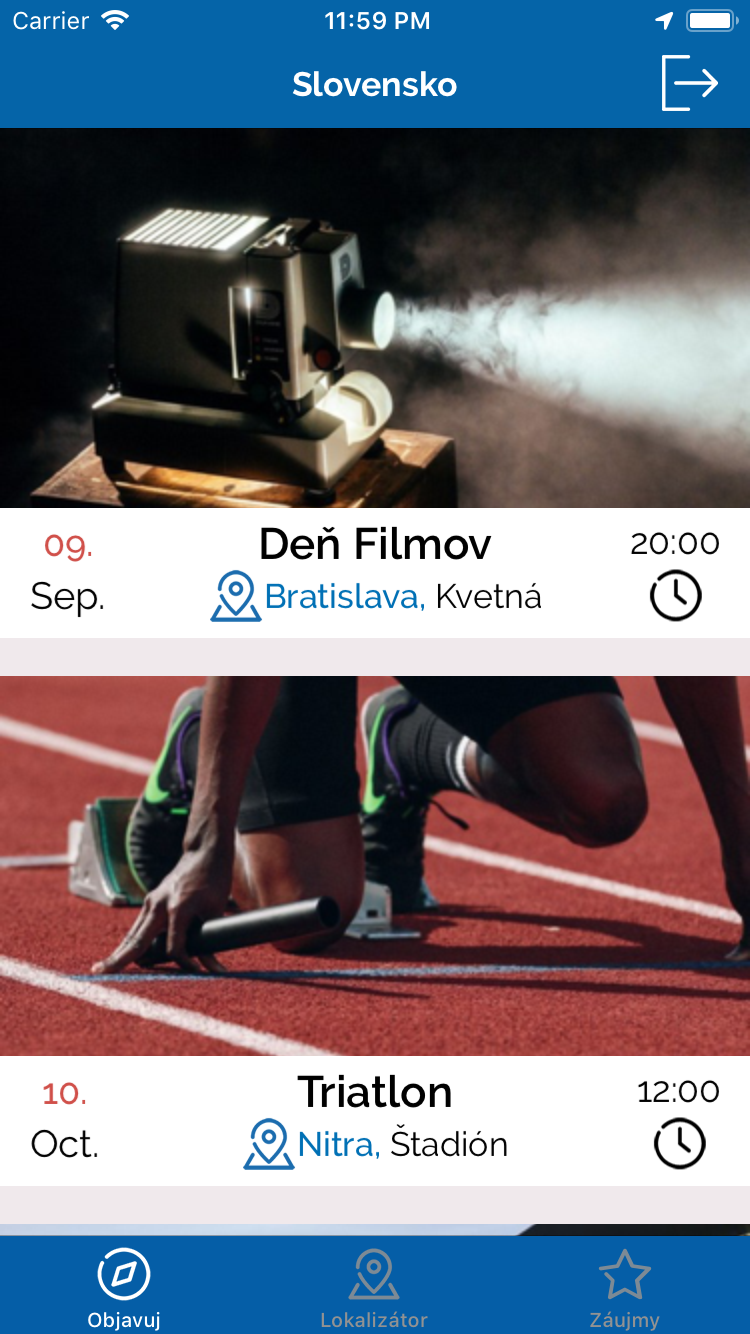 Carrier 11:59 PM
Slovensko
09. Deň Filmov 20:00
Sep. Bratislava, Kvetná
10. Triatlon 12:00
Oct. Nitra, Štadión
Objavuj Lokalizátor Záujmy